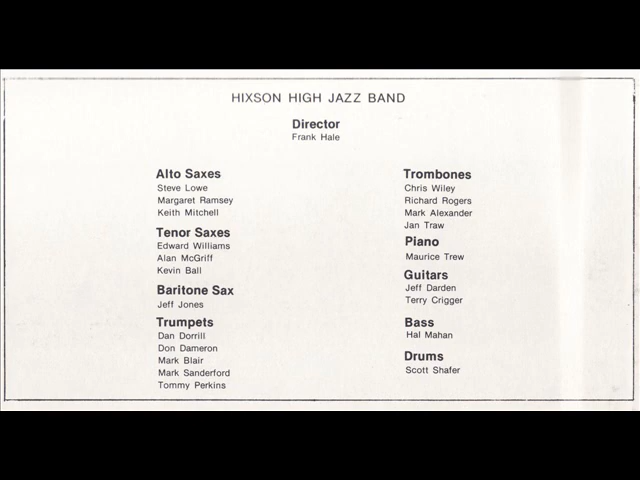 HIXSON HIGH JAZZ BAND
Director
Frank Hale
Alto Saxes
Steve Lowe
Margaret Ramsey
Keith Mitchell
Tenor Saxes
Edward Williams
Alan McGriff
Kevin Ball
Baritone Sax
Jeff Jones
Trumpets
Dan Dorrill
Don Dameron
Mark Blair
Mark Sanderford
Tommy Perkins
Trombones
Chris Wiley
Richard Rogers
Mark Alexander
Jan Traw
Piano
Maurice Trew
Guitars
Jeff Darden
Terry Crigger
Bass
Hal Mahan
Drums
Scott Shafer